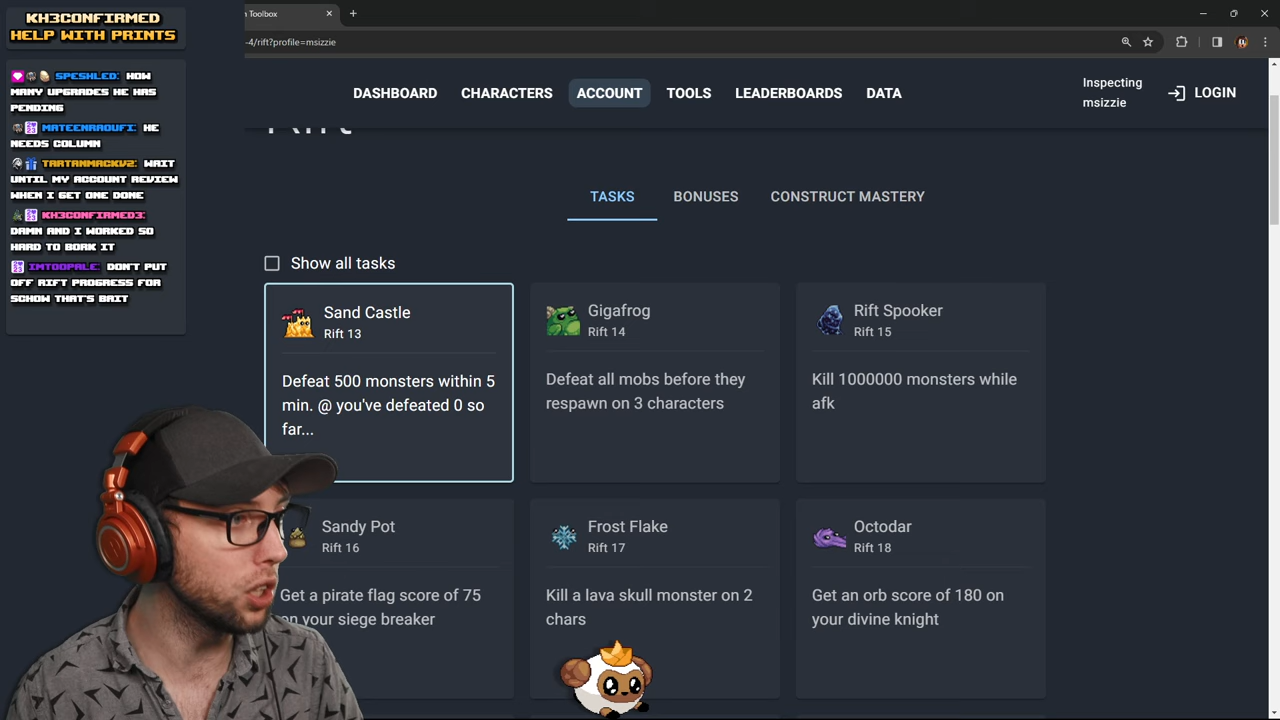 KH3CONFIRMED
HELP WITH PRINTS
SPESHLED: HOW
MANY UPGRADES HE HAS
PENDING
MATEENRAOUFI: HE
NEEDS COLUMN
TARTANMACKV2: WAIT
UNTIL MY ACCOUNT REVIEW
WHEN I GET ONE DONE
KH3CONFIRMED3:
DAMN AND I WORKED SO
HARD TO BORK IT
IMTOOPALE: DON'T PUT
OFF RIFT PROGRESS FOR
SCHOW THAT'S BAIT
Toolbox
-4/rift?profile=msizzie
DASHBOARD
CHARACTERS
ACCOUNT
TOOLS
LEADERBOARDS
DATA
Inspecting
msizzie
LOGIN
Rift
TASKS
BONUSES
CONSTRUCT MASTERY
Show all tasks
Sand Castle
Rift 13
Defeat 500 monsters within 5
min. @ you've defeated 0 so
far...
Gigafrog
Rift 14
Defeat all mobs before they
respawn on 3 characters
Rift Spooker
Rift 15
Kill 1000000 monsters while
afk
Sandy Pot
Rift 16
Get a pirate flag score of 75
on your siege breaker
Frost Flake
Rift 17
Kill a lava skull monster on 2
chars
Octodar
Rift 18
Get an orb score of 180 on
your divine knight